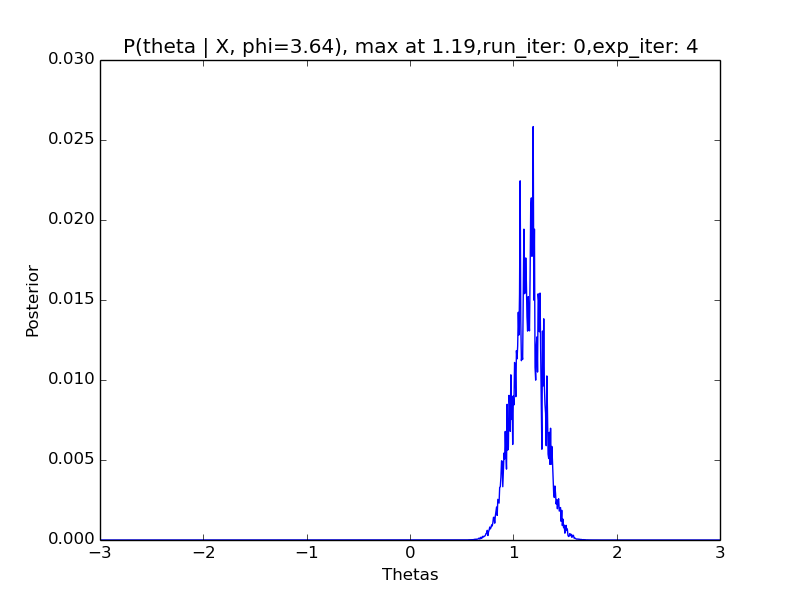 P(theta | X, phi=3.64), max at 1.19,run_iter: 0,exp_iter: 4
0.030
0.025
0.020
0.015
0.010
0.005
0.000
Posterior
−3 −2 −1 0 1 2 3
Thetas